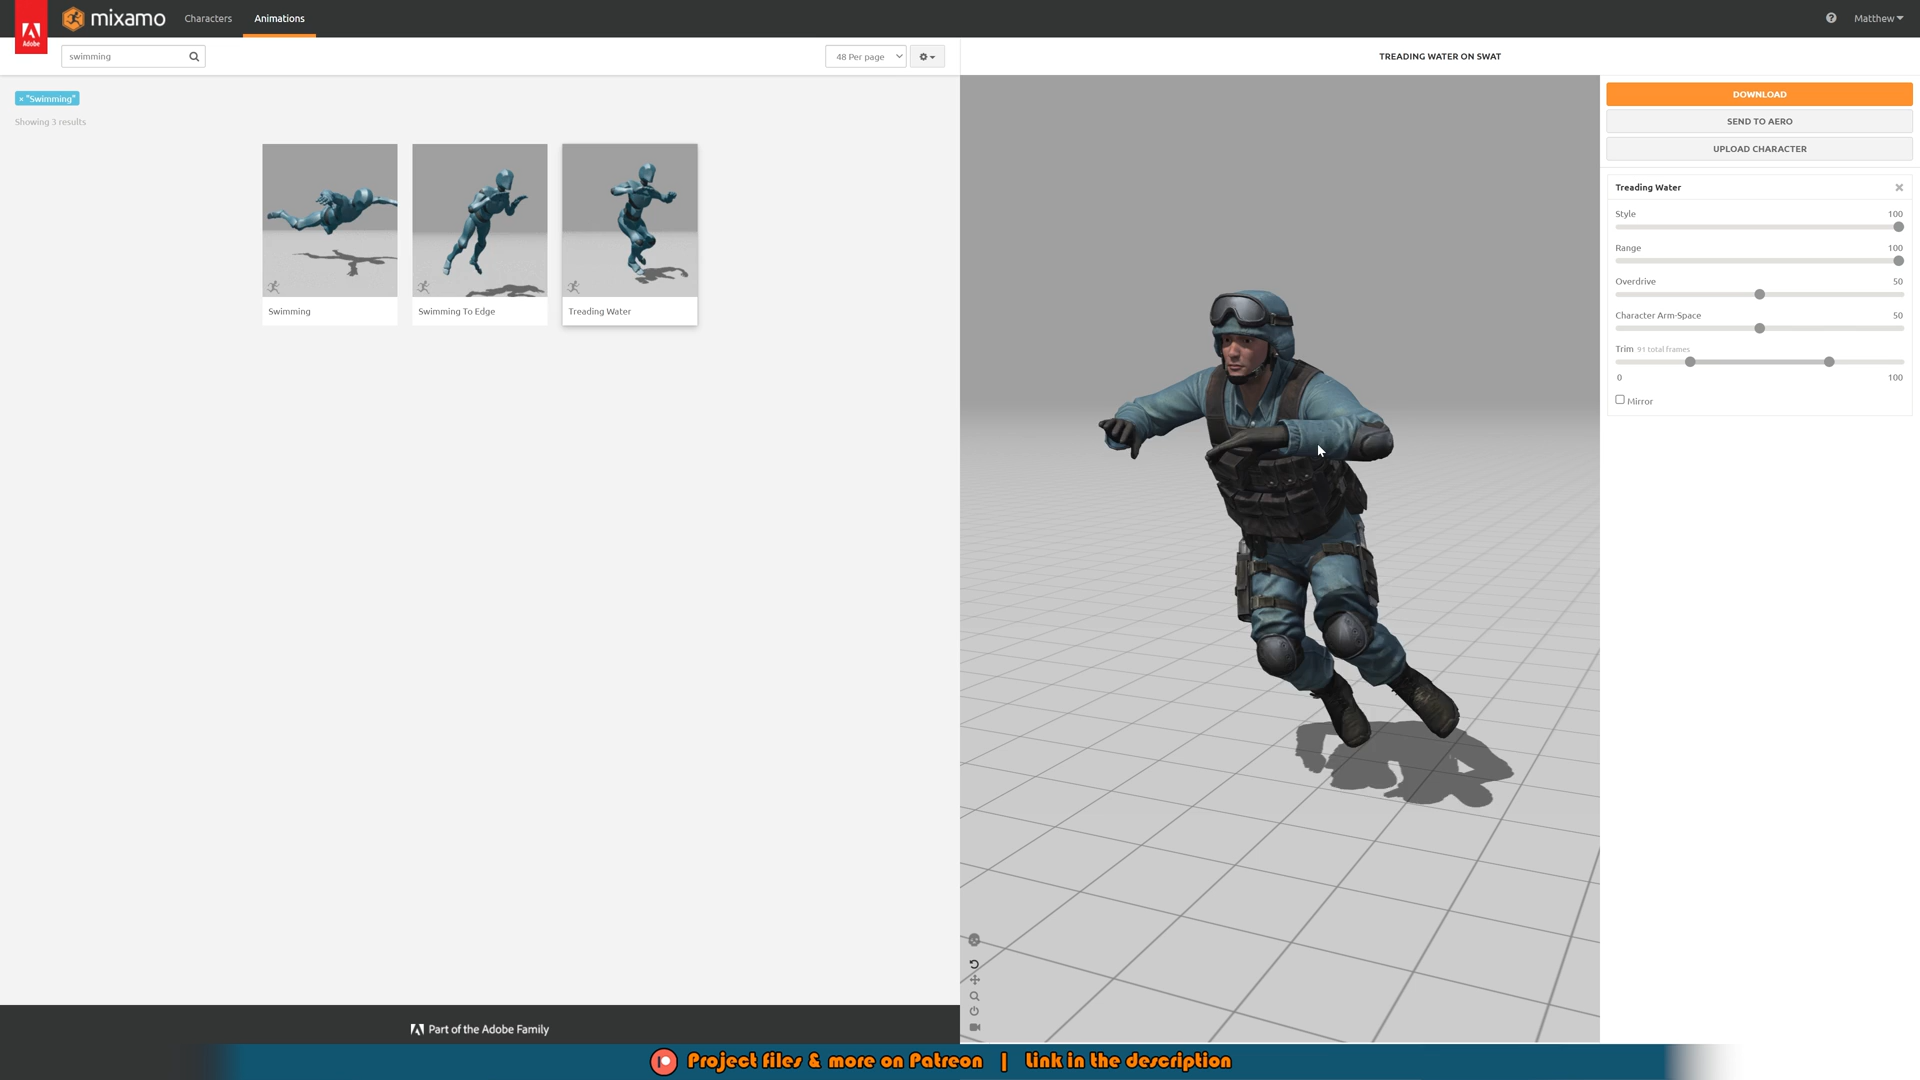 Adobe
mixamo
Characters
Animations
Matthew
swimming
48 Per page
TREADING WATER ON SWAT
× "Swimming"
Showing 3 results
Swimming
Swimming To Edge
Treading Water
DOWNLOAD
SEND TO AERO
UPLOAD CHARACTER
Treading Water
Style 100
Range 100
Overdrive 50
Character Arm-Space 50
Trim 91 total frames
0 100
Mirror
Part of the Adobe Family
Project files & more on Patreon | Link in the description